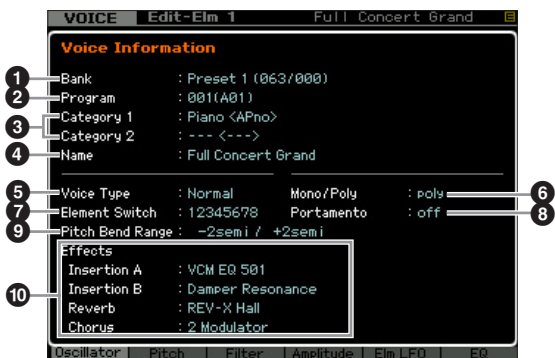 VOICE Edit-Elm 1 Full Concert Grand E
Voice Information
1 Bank : Preset 1 (063/000)
2 Program : 001(A01)
3 Category 1 : Piano <APno>
Category 2 : --- <--->
4 Name : Full Concert Grand
5 Voice Type : Normal Mono/Poly : poly 6
7 Element Switch : 12345678 Portamento : off 8
9 Pitch Bend Range : -2semi / +2semi
Effects
10 Insertion A : VCM EQ 501
Insertion B : Damper Resonance
Reverb : REV-X Hall
Chorus : 2 Modulator
Oscillator Pitch Filter Amplitude Elm LFO EQ